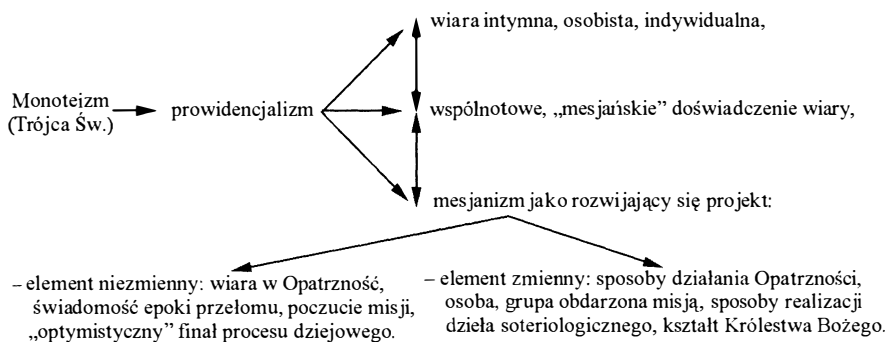 wiara intymna, osobista, indywidualna,
Monoteizm
(Trójca Św.)
prowidencjalizm
wspólnotowe, „mesjańskie” doświadczenie wiary,
mesjanizm jako rozwijający się projekt:
– element niezmienny: wiara w Opatrzność,
świadomość epoki przełomu, poczucie misji,
„optymistyczny” finał procesu dziejowego.
– element zmienny: sposoby działania Opatrzności,
osoba, grupa obdarzona misją, sposoby realizacji
dzieła soteriologicznego, kształt Królestwa Bożego.